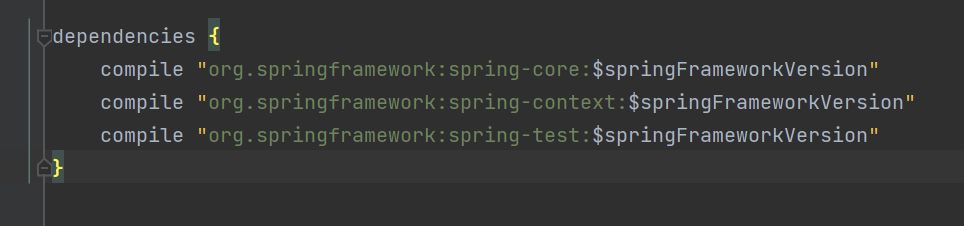 dependencies {
    compile "org.springframework:spring-core:$springFrameworkVersion"
    compile "org.springframework:spring-context:$springFrameworkVersion"
    compile "org.springframework:spring-test:$springFrameworkVersion"
}